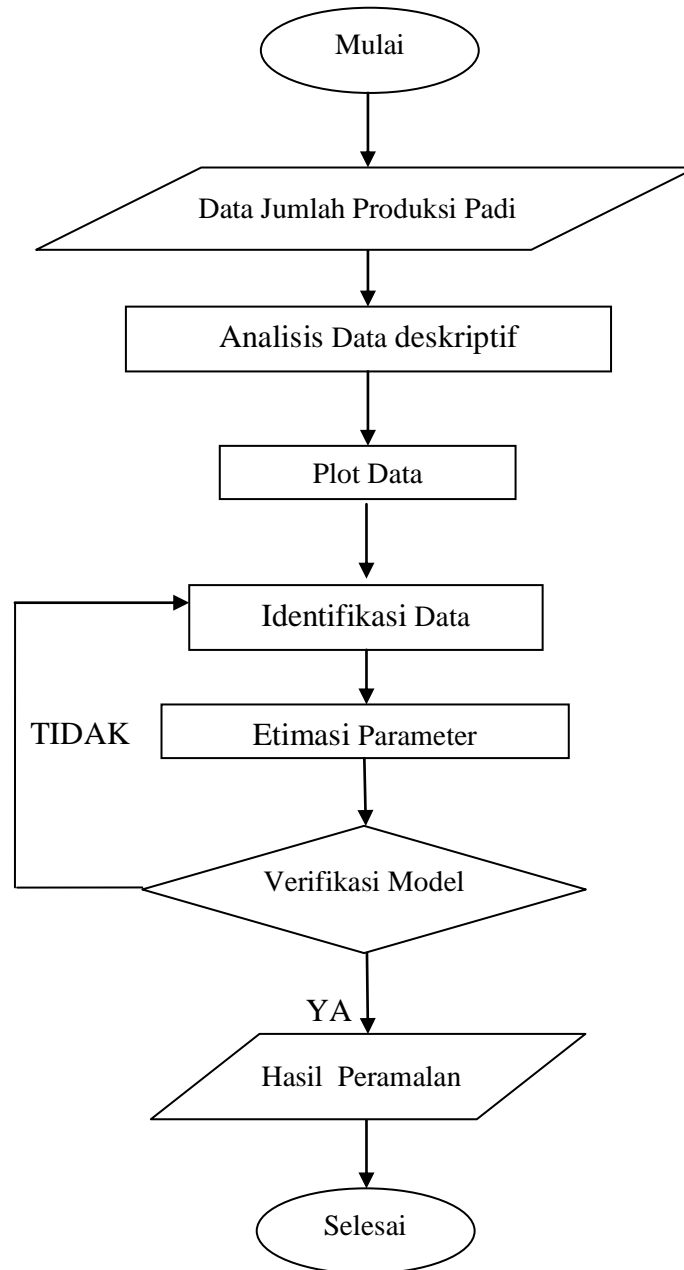 Mulai
Data Jumlah Produksi Padi
Analisis Data deskriptif
Plot Data
Identifikasi Data
TIDAK
Etimasi Parameter
Verifikasi Model
YA
Hasil Peramalan
Selesai